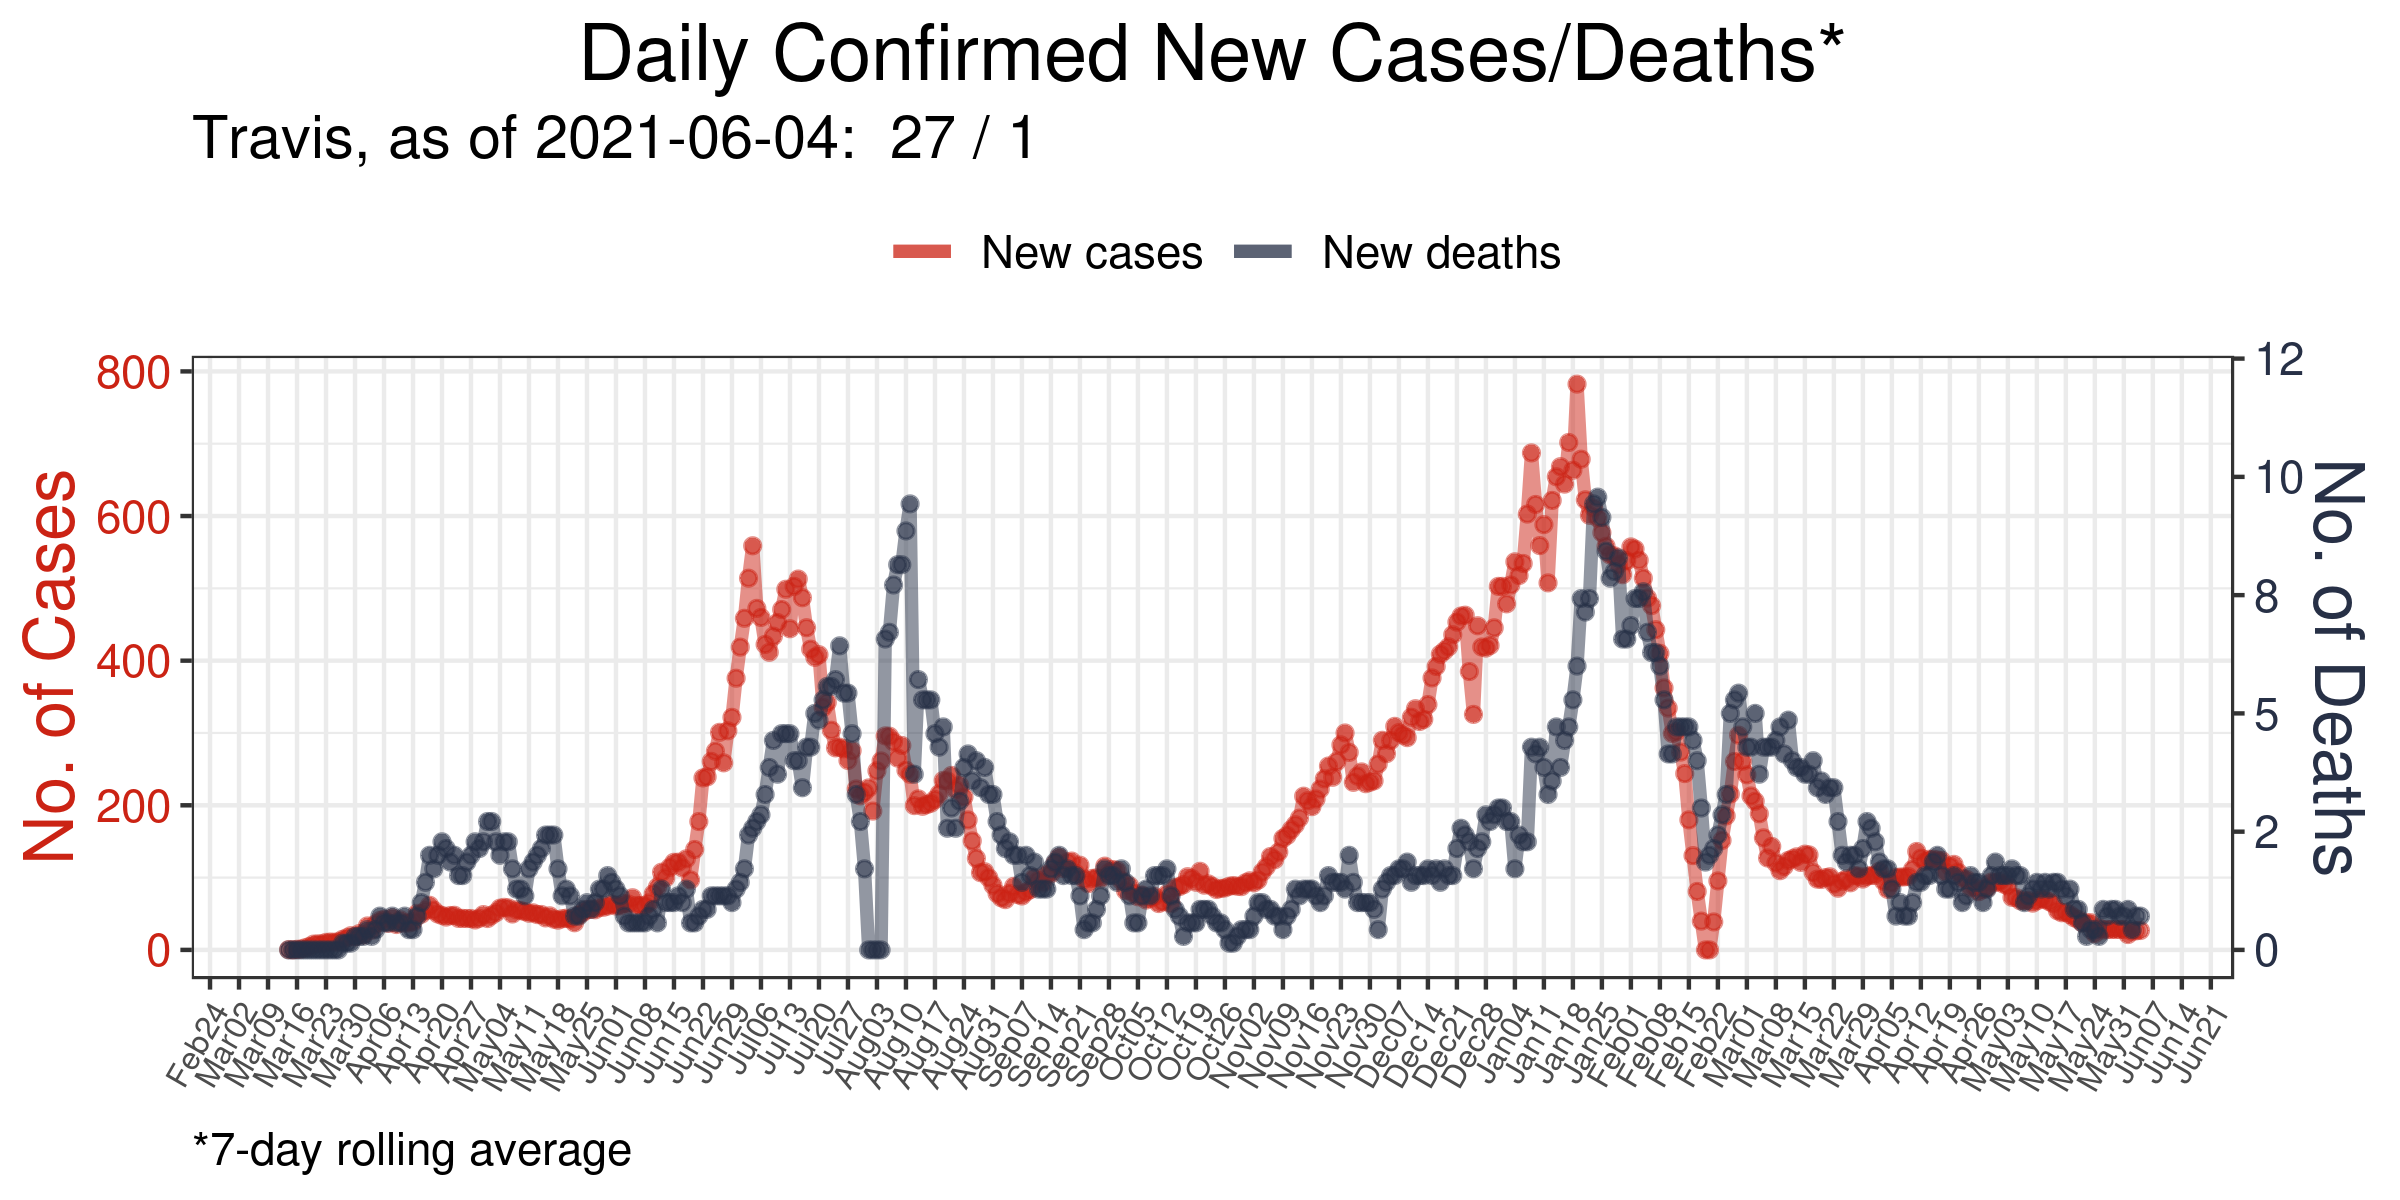 Daily Confirmed New Cases/Deaths*
Travis, as of 2021-06-04:  27 / 1
New cases
New deaths
No. of Cases
800
600
400
200
0
12
10
8
5
2
0
No. of Deaths
Feb24
Mar02
Mar09
Mar16
Mar23
Mar30
Apr06
Apr13
Apr20
Apr27
May04
May11
May18
May25
Jun01
Jun08
Jun15
Jun22
Jun29
Jul06
Jul13
Jul20
Jul27
Aug03
Aug10
Aug17
Aug24
Aug31
Sep07
Sep14
Sep21
Sep28
Oct05
Oct12
Oct19
Oct26
Nov02
Nov09
Nov16
Nov23
Nov30
Dec07
Dec14
Dec21
Dec28
Jan04
Jan11
Jan18
Jan25
Feb01
Feb08
Feb15
Feb22
Mar01
Mar08
Mar15
Mar22
Mar29
Apr05
Apr12
Apr19
Apr26
May03
May10
May17
May24
May31
Jun07
Jun14
Jun21
*7-day rolling average